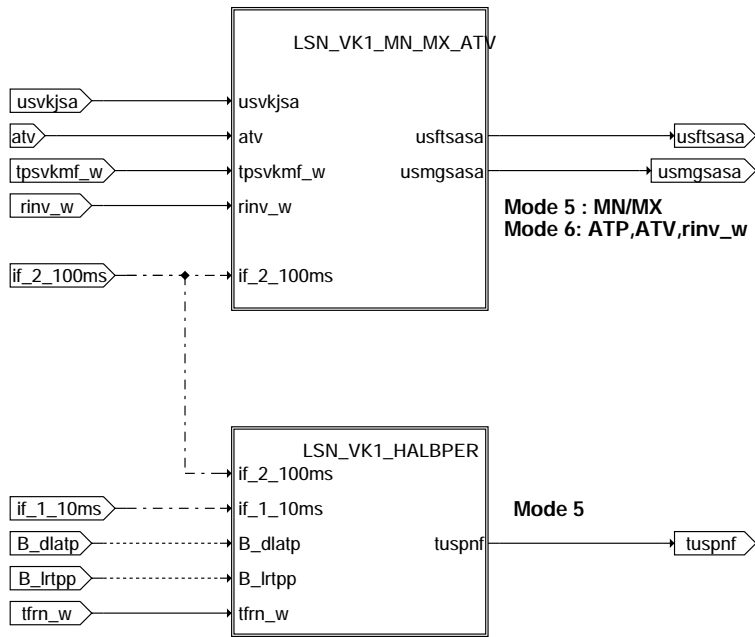 LSN_VK1_MN_MX_ATV
usvkjsa
usvkjsa
atv
atv
usftsasa
usftsasa
tpsvkmf_w
tpsvkmf_w
usmgsasa
usmgsasa
rinv_w
rinv_w
Mode 5 : MN/MX
Mode 6: ATP,ATV,rinv_w
if_2_100ms
if_2_100ms
LSN_VK1_HALBPER
if_2_100ms
if_1_10ms
if_1_10ms
Mode 5
B_dlatp
B_dlatp
tuspnf
tuspnf
B_lrtpp
B_lrtpp
tfrn_w
tfrn_w